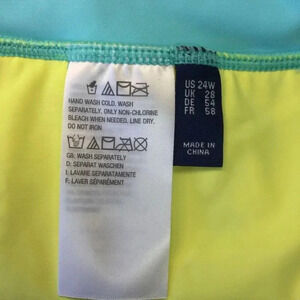 HAND WASH COLD, WASH
SEPARATELY, ONLY NON-CHLORINE
BLEACH WHEN NEEDED, LINE DRY.
DO NOT IRON
GB: WASH SEPARATELY
D: SEPARAT WASCHEN
I: LAVARE SEPARATAMENTE
F: LAVER SÉPARÉMENT
US 24W
UK 28
DE 54
FR 58
MADE IN
CHINA